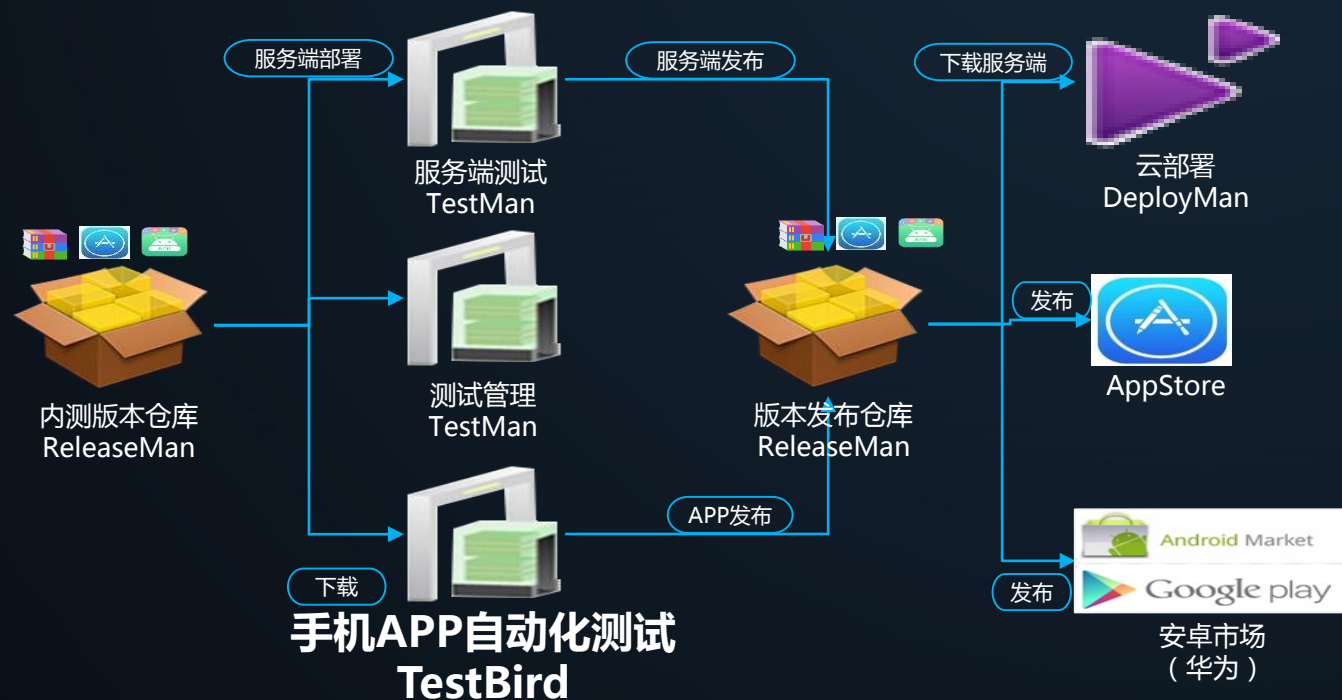 服务端部署
服务端发布
下载服务端
服务端测试
TestMan
云部署
DeployMan
内测版本仓库
ReleaseMan
测试管理
TestMan
版本发布仓库
ReleaseMan
发布
AppStore
APP发布
下载
手机APP自动化测试
TestBird
Android Market
发布
Google play
安卓市场
（华为）